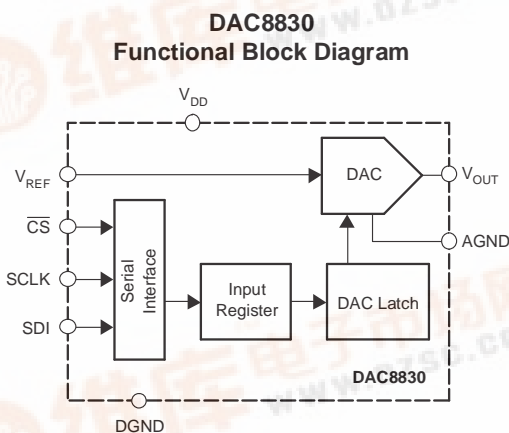 DAC8830
Functional Block Diagram
VDD
VREF
DAC
VOUT
CS
AGND
SCLK
Serial Interface
Input
Register
DAC Latch
SDI
DAC8830
DGND